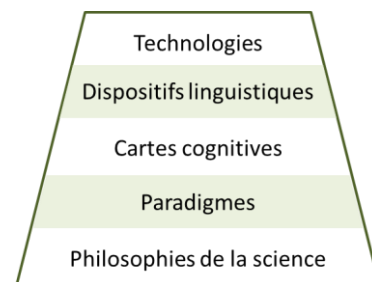 Technologies
Dispositifs linguistiques
Cartes cognitives
Paradigmes
Philosophies de la science